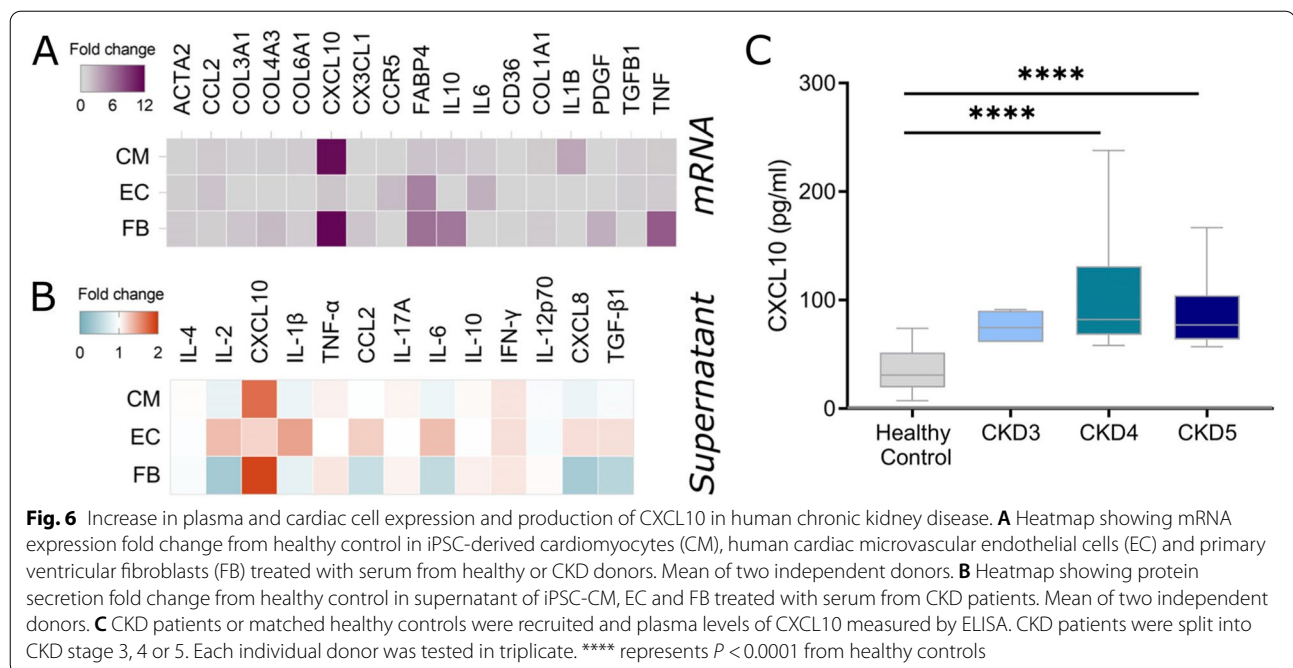 A
Fold change
0 6 12
ACTA2
CCL2
COL3A1
COL4A3
COL6A1
CXCL10
CX3CL1
CCR5
FABP4
IL10
IL6
CD36
COL1A1
IL1B
PDGF
TGFB1
TNF
CM
EC
FB
mRNA
B
Fold change
0 1 2
IL-4
IL-2
CXCL10
IL-1β
TNF-α
CCL2
IL-17A
IL-6
IL-10
IFN-γ
IL-12p70
CXCL8
TGF-β1
CM
EC
FB
Supernatant
C
CXCL10 (pg/ml)
300
200
100
0
****
****
Healthy
Control
CKD3
CKD4
CKD5
Fig. 6 Increase in plasma and cardiac cell expression and production of CXCL10 in human chronic kidney disease. A Heatmap showing mRNA
expression fold change from healthy control in iPSC-derived cardiomyocytes (CM), human cardiac microvascular endothelial cells (EC) and primary
ventricular fibroblasts (FB) treated with serum from healthy or CKD donors. Mean of two independent donors. B Heatmap showing protein
secretion fold change from healthy control in supernatant of iPSC-CM, EC and FB treated with serum from CKD patients. Mean of two independent
donors. C CKD patients or matched healthy controls were recruited and plasma levels of CXCL10 measured by ELISA. CKD patients were split into
CKD stage 3, 4 or 5. Each individual donor was tested in triplicate. **** represents P < 0.0001 from healthy controls